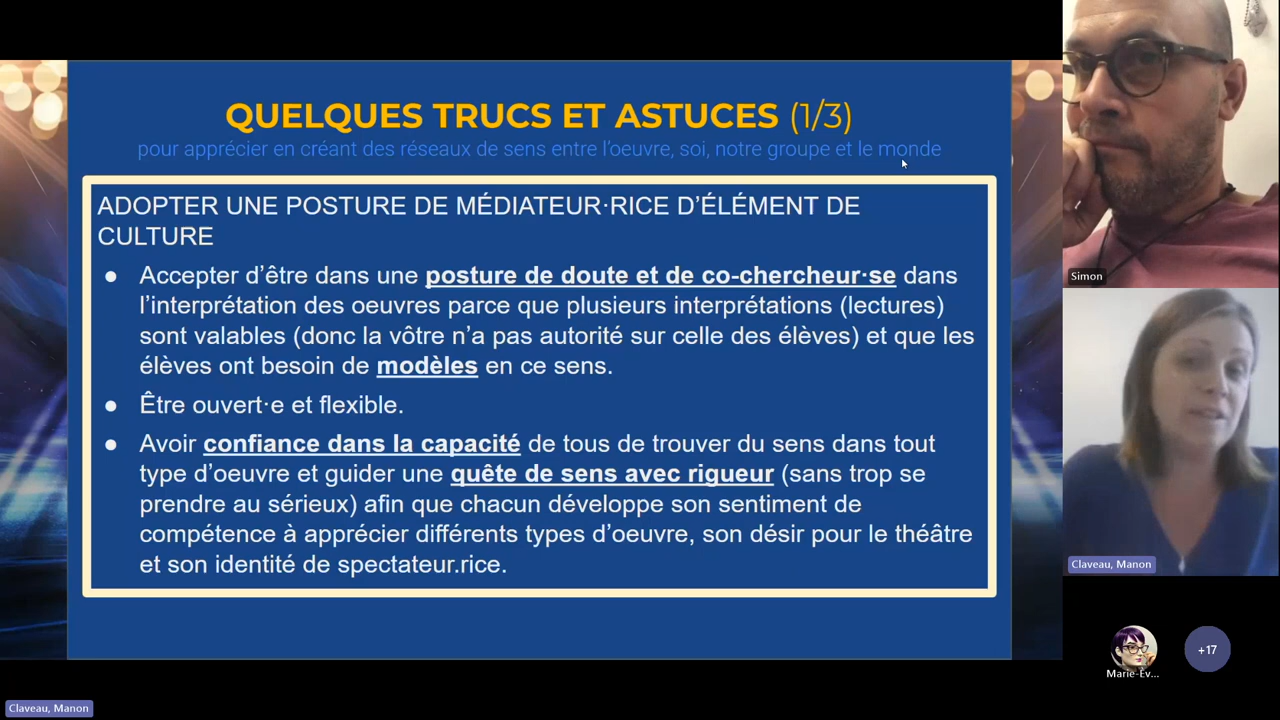 QUELQUES TRUCS ET ASTUCES (1/3)
pour apprécier en créant des réseaux de sens entre l'oeuvre, soi, notre groupe et le monde
ADOPTER UNE POSTURE DE MÉDIATEUR·RICE D'ÉLÉMENT DE
CULTURE
● Accepter d'être dans une posture de doute et de co-chercheur·se dans
l'interprétation des oeuvres parce que plusieurs interprétations (lectures)
sont valables (donc la vôtre n'a pas autorité sur celle des élèves) et que les
élèves ont besoin de modèles en ce sens.
● Être ouvert·e et flexible.
● Avoir confiance dans la capacité de tous de trouver du sens dans tout
type d'oeuvre et guider une quête de sens avec rigueur (sans trop se
prendre au sérieux) afin que chacun développe son sentiment de
compétence à apprécier différents types d'oeuvre, son désir pour le théâtre
et son identité de spectateur.rice.
Simon
Claveau, Manon
Marie-Èv...
+17
Claveau, Manon